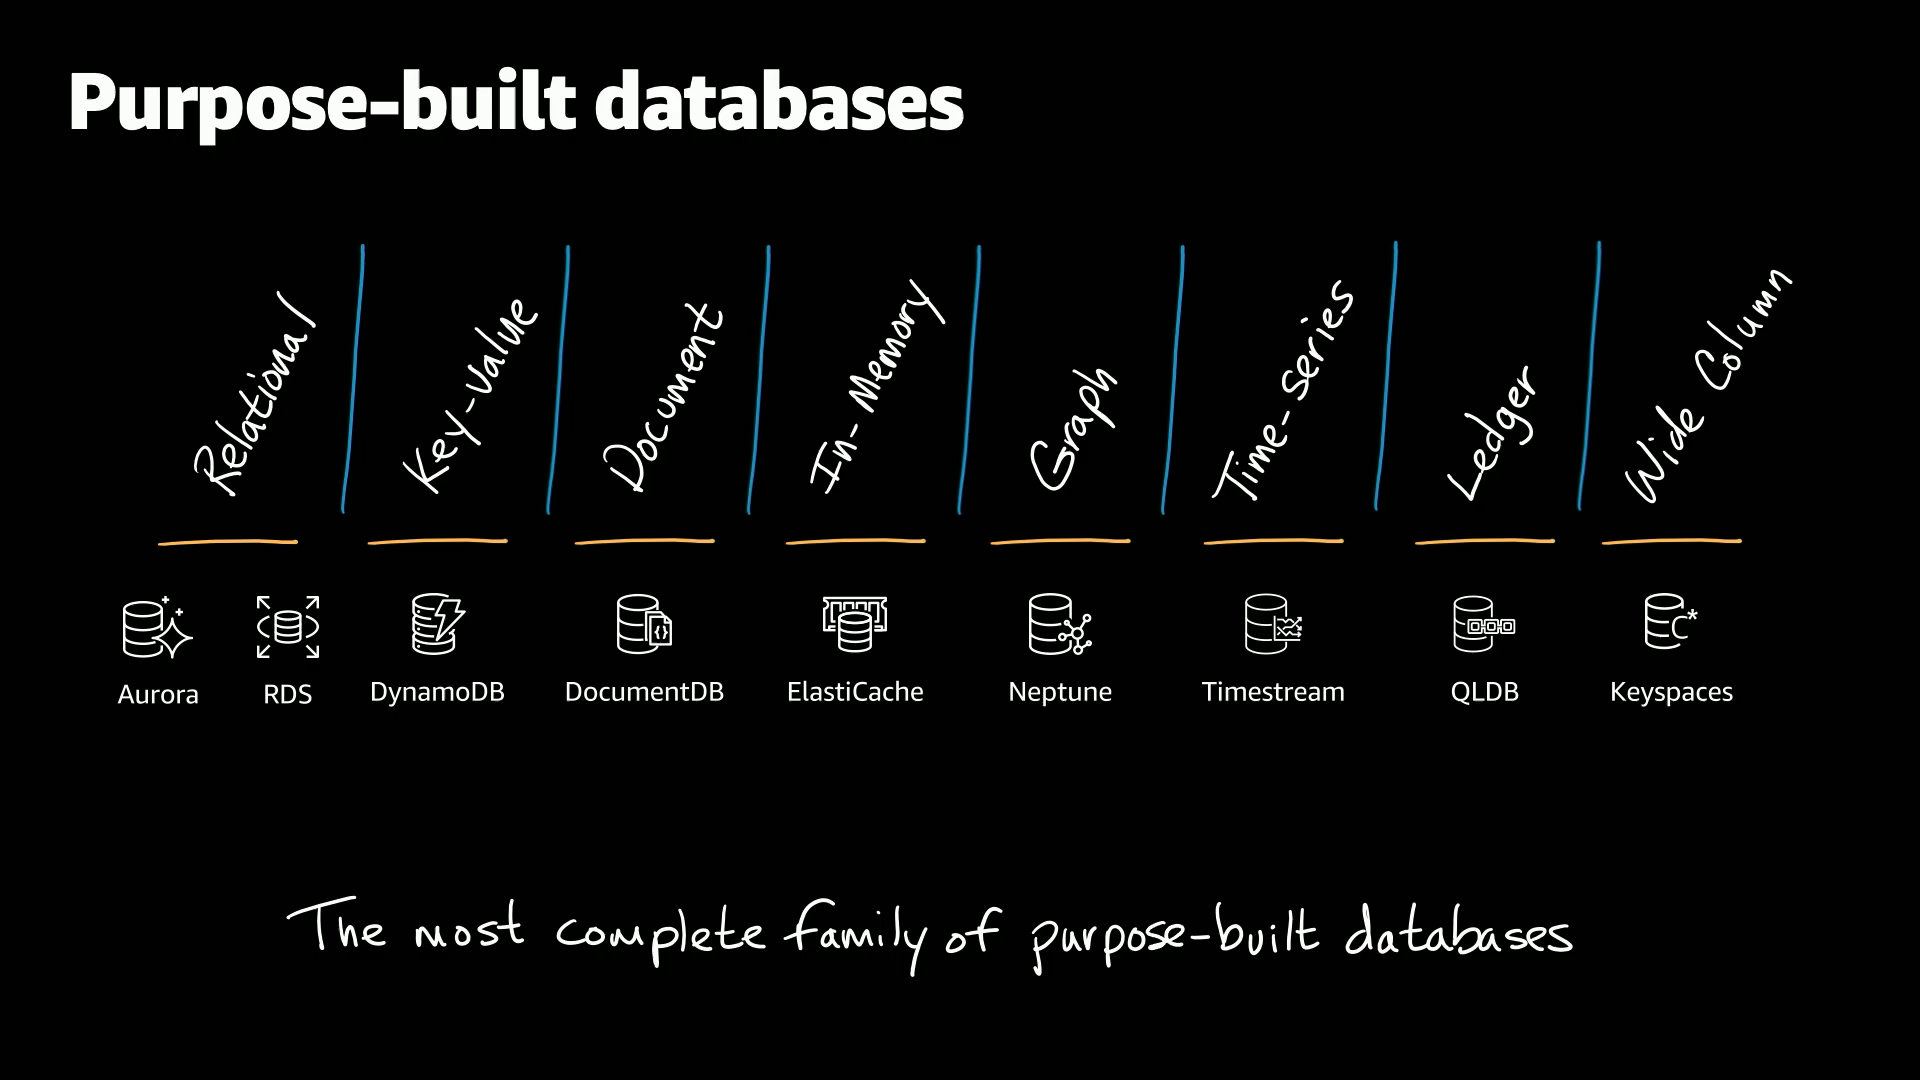 Purpose-built databases
Relational
Key-Value
Document
In-Memory
Graph
Time-Series
Ledger
Wide Column
C*
Aurora
RDS
DynamoDB
DocumentDB
ElastiCache
Neptune
Timestream
QLDB
Keyspaces
The most complete family of purpose-built databases